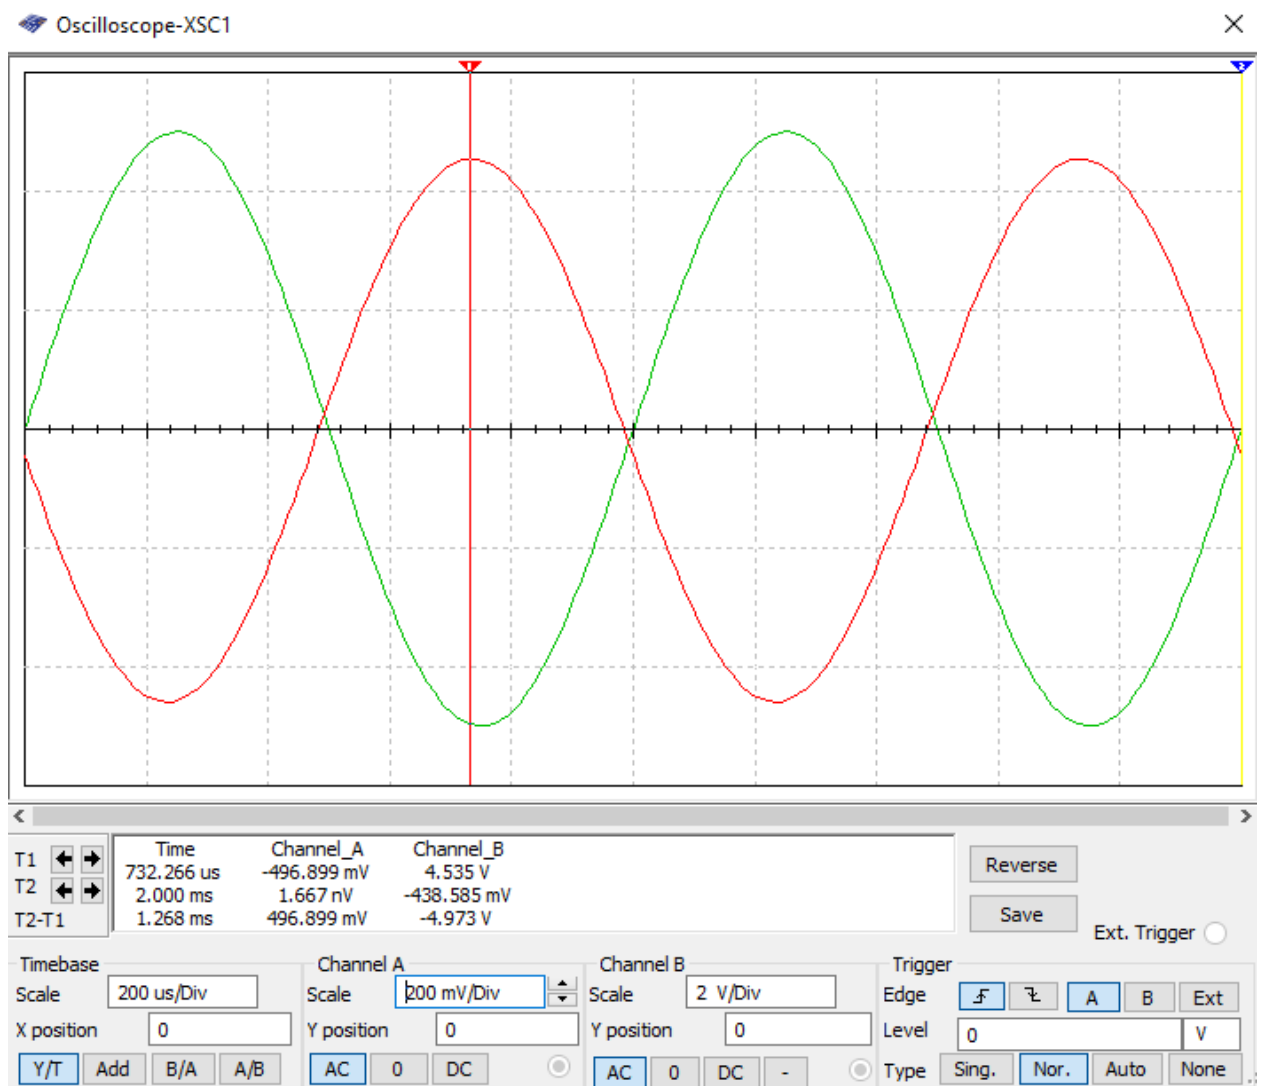 Oscilloscope-XSC1
1
2
Time Channel_A Channel_B
T1 732.266 us -496.899 mV 4.535 V
T2 2.000 ms 1.667 nV -438.585 mV
T2-T1 1.268 ms 496.899 mV -4.973 V
Reverse
Save
Ext. Trigger
Timebase Channel A Channel B Trigger
Scale 200 us/Div Scale 200 mV/Div Scale 2 V/Div Edge A B Ext
X position 0 Y position 0 Y position 0 Level 0 V
Y/T Add B/A A/B AC 0 DC AC 0 DC - Type Sing. Nor. Auto None